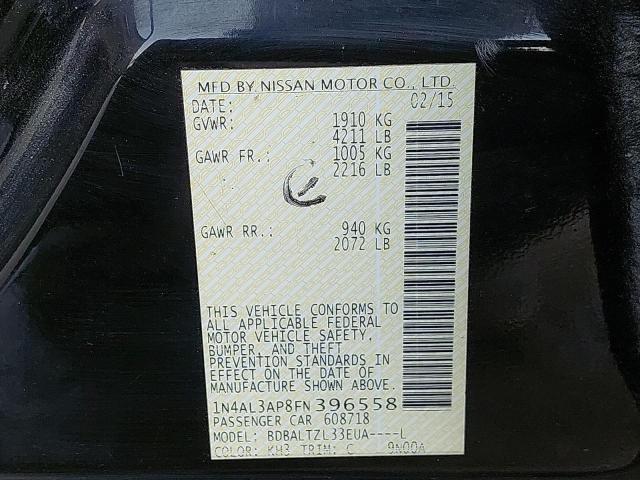 MFD BY NISSAN MOTOR CO., LTD.
DATE: 02/15
GVWR: 1910 KG
4211 LB
GAWR FR.: 1005 KG
2216 LB
GAWR RR.: 940 KG
2072 LB
THIS VEHICLE CONFORMS TO
ALL APPLICABLE FEDERAL
MOTOR VEHICLE SAFETY,
BUMPER, AND THEFT
PREVENTION STANDARDS IN
EFFECT ON THE DATE OF
MANUFACTURE SHOWN ABOVE.
1N4AL3AP8FN396558
PASSENGER CAR 608718
MODEL: BDBALTZL33EUA----L
COLOR: KH3 TRIM: C 9N00A